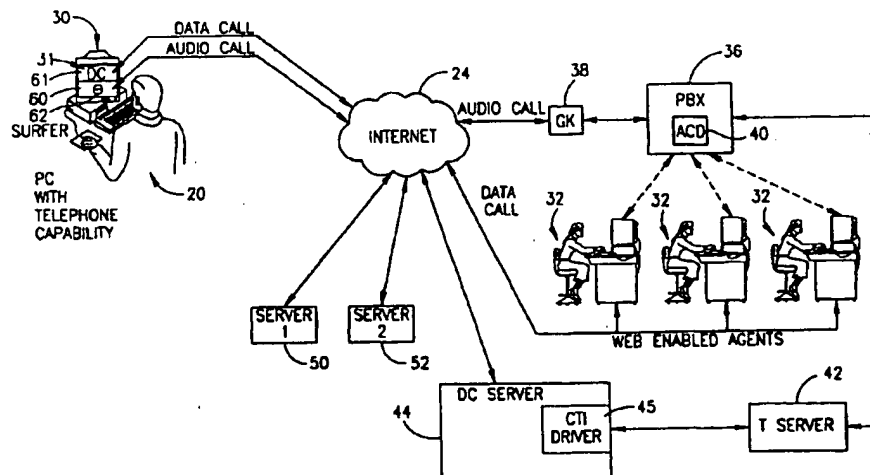 30
DATA CALL
AUDIO CALL
31
61
DC
60
62
SURFER
PC
WITH
TELEPHONE
CAPABILITY
20
24
INTERNET
AUDIO CALL
38
GK
36
PBX
ACD
40
DATA
CALL
32
32
32
WEB ENABLED AGENTS
SERVER
1
50
SERVER
2
52
DC SERVER
44
CTI
DRIVER
45
42
T SERVER